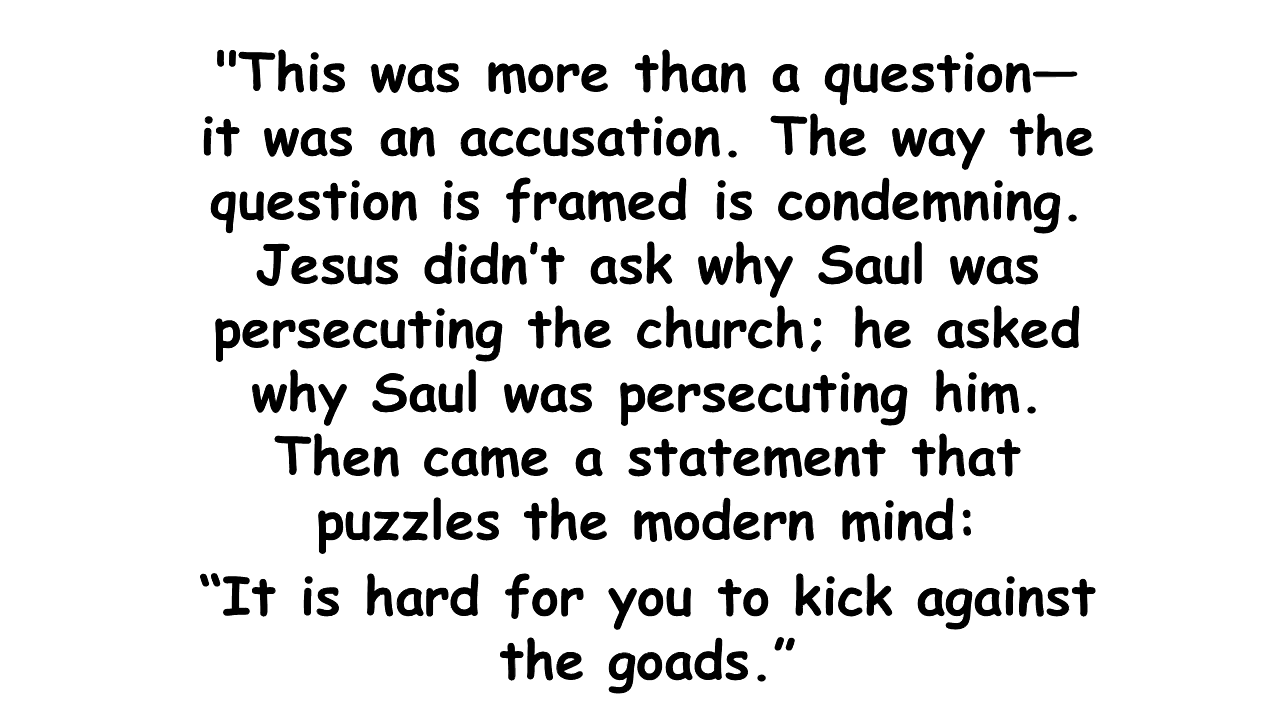 "This was more than a question—
it was an accusation. The way the
question is framed is condemning.
Jesus didn’t ask why Saul was
persecuting the church; he asked
why Saul was persecuting him.
Then came a statement that
puzzles the modern mind:
“It is hard for you to kick against
the goads.”